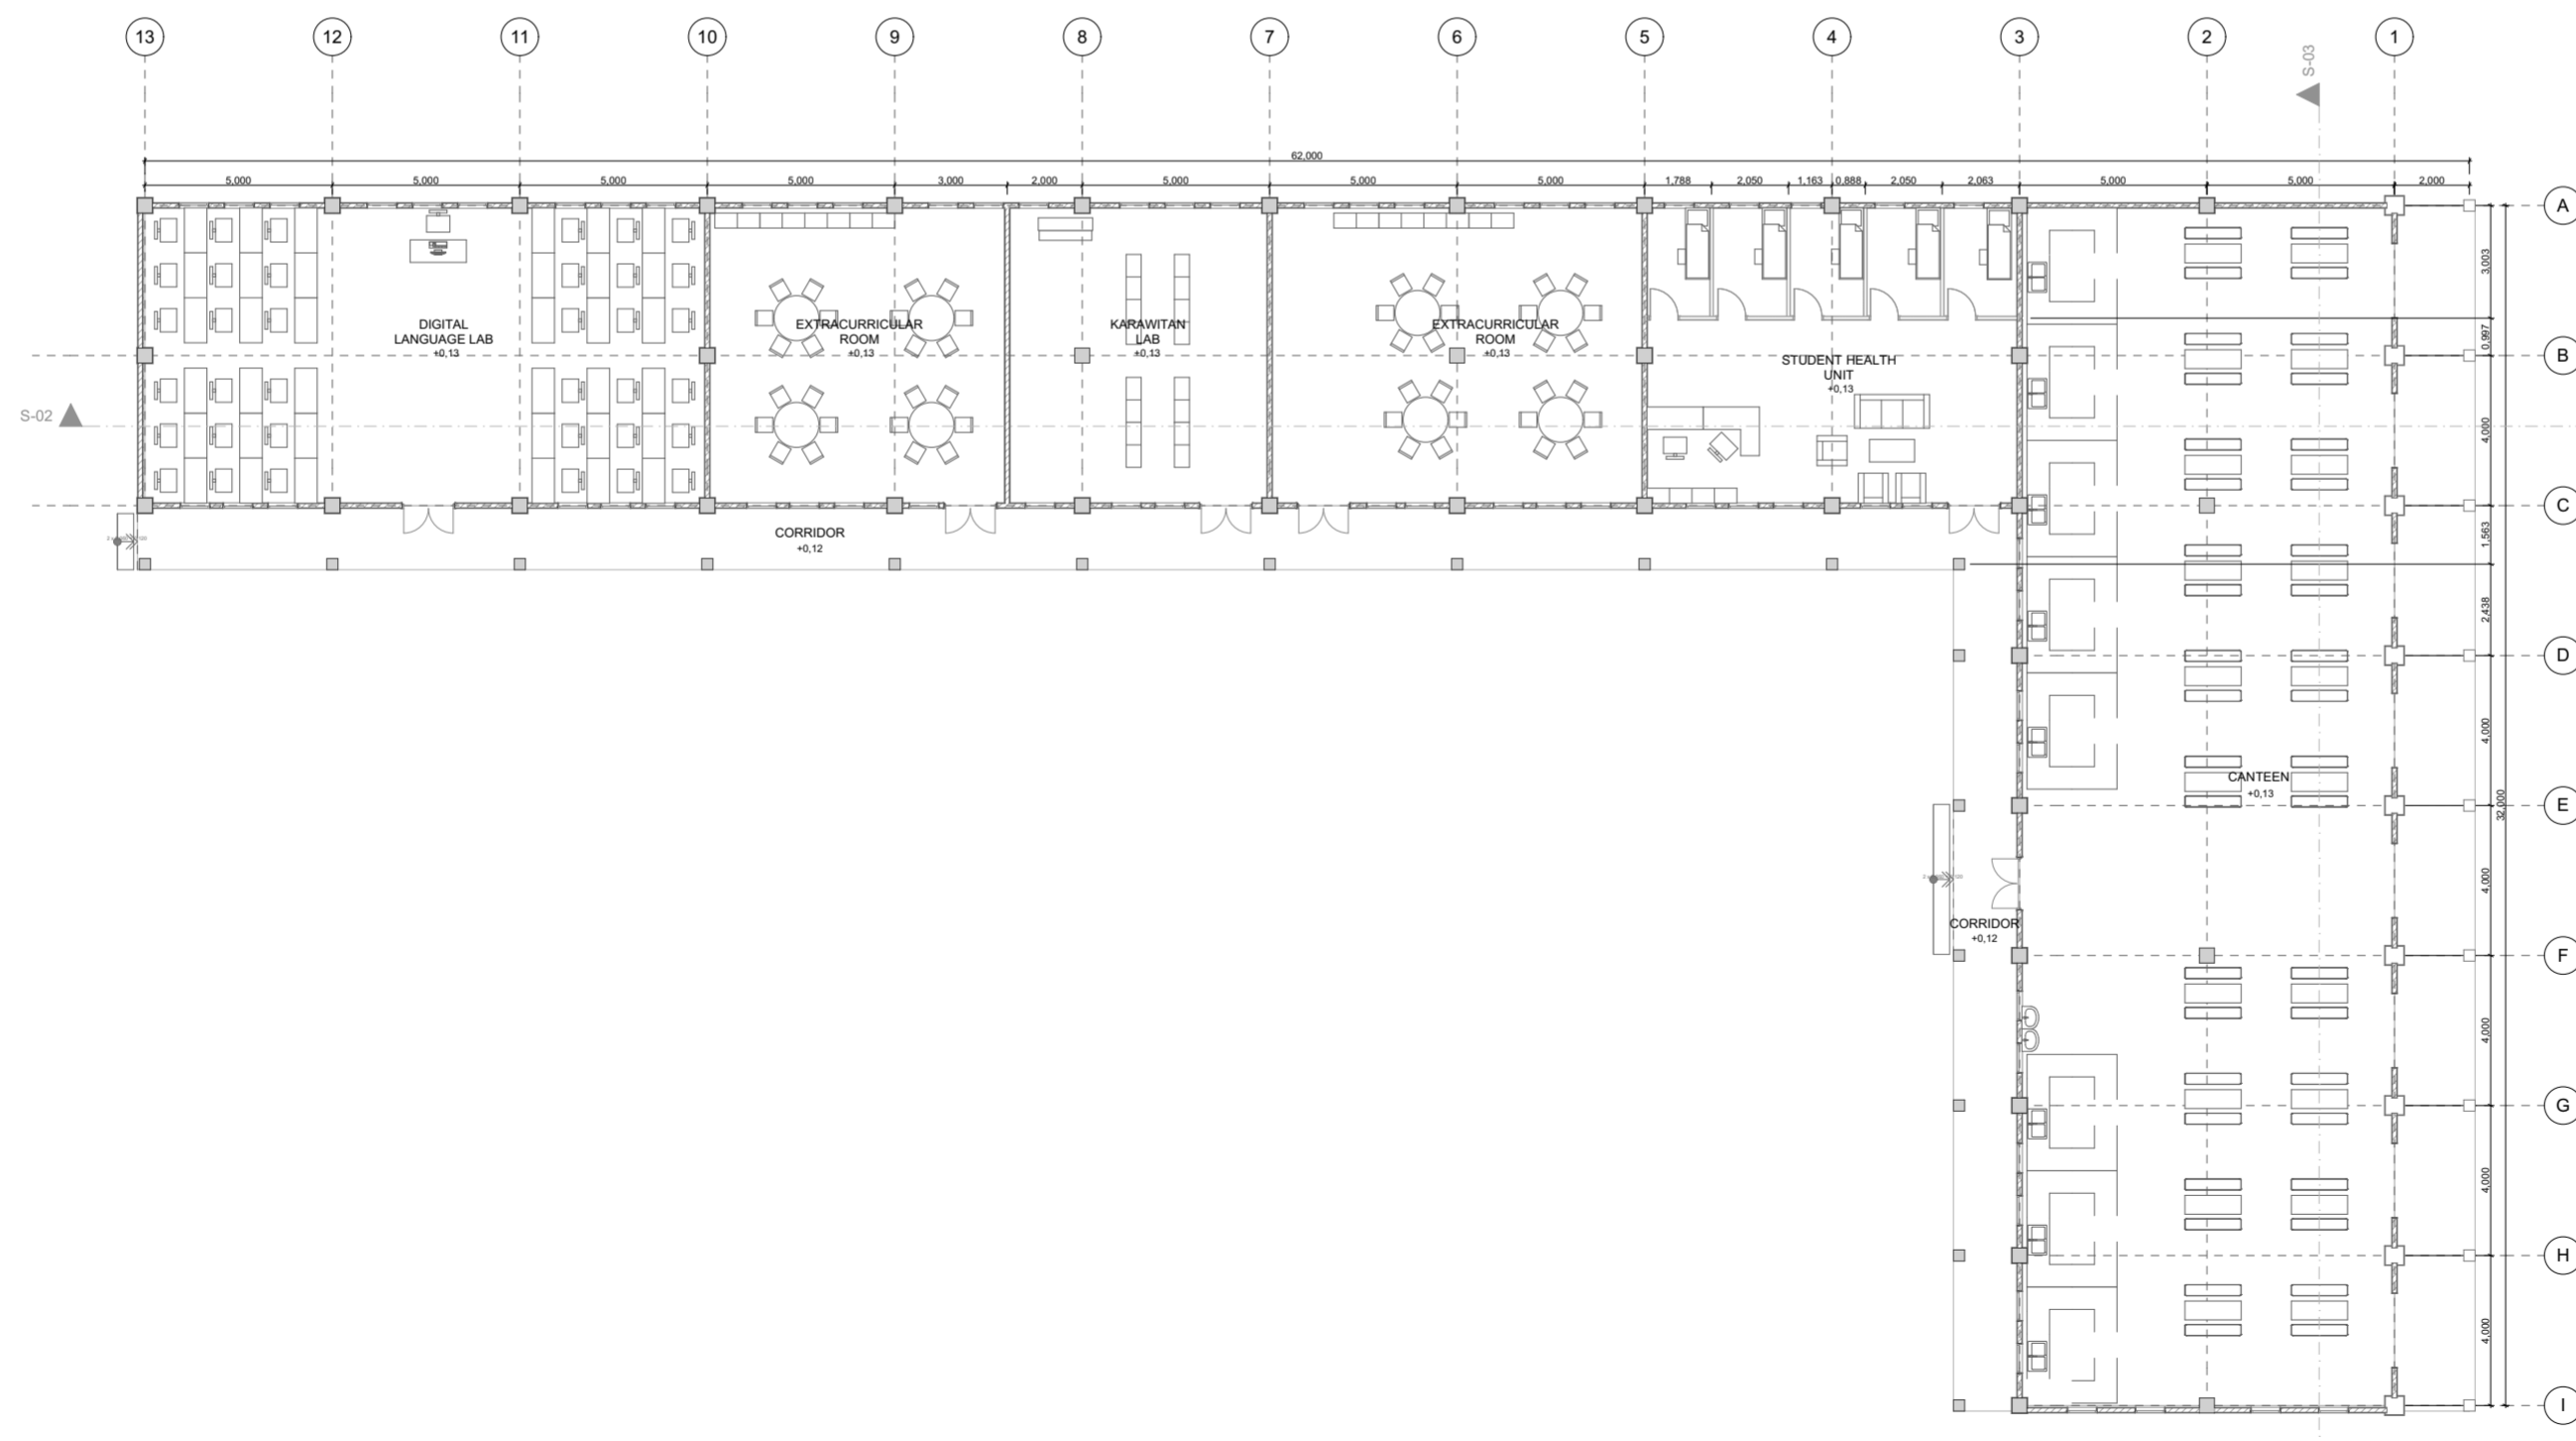 13 12 11 10 9 8 7 6 5 4 3 2 1
S-03
62,000
5,000 5,000 5,000 5,000 3,000 2,000 5,000 5,000 5,000 1,788 2,050 1,163 0,888 2,050 2,063 5,000 5,000 2,000
A
3,003
DIGITAL
LANGUAGE LAB
+0,13
EXTRACURRICULAR
ROOM
+0,13
KARAWITAN
LAB
+0,13
EXTRACURRICULAR
ROOM
+0,13
STUDENT HEALTH
UNIT
+0,13
0,997
B
S-02
4,000
C
CORRIDOR
+0,12
1,563
2,438
D
4,000
CANTEEN
+0,13
E
32,000
4,000
CORRIDOR
+0,12
F
4,000
G
4,000
H
4,000
I